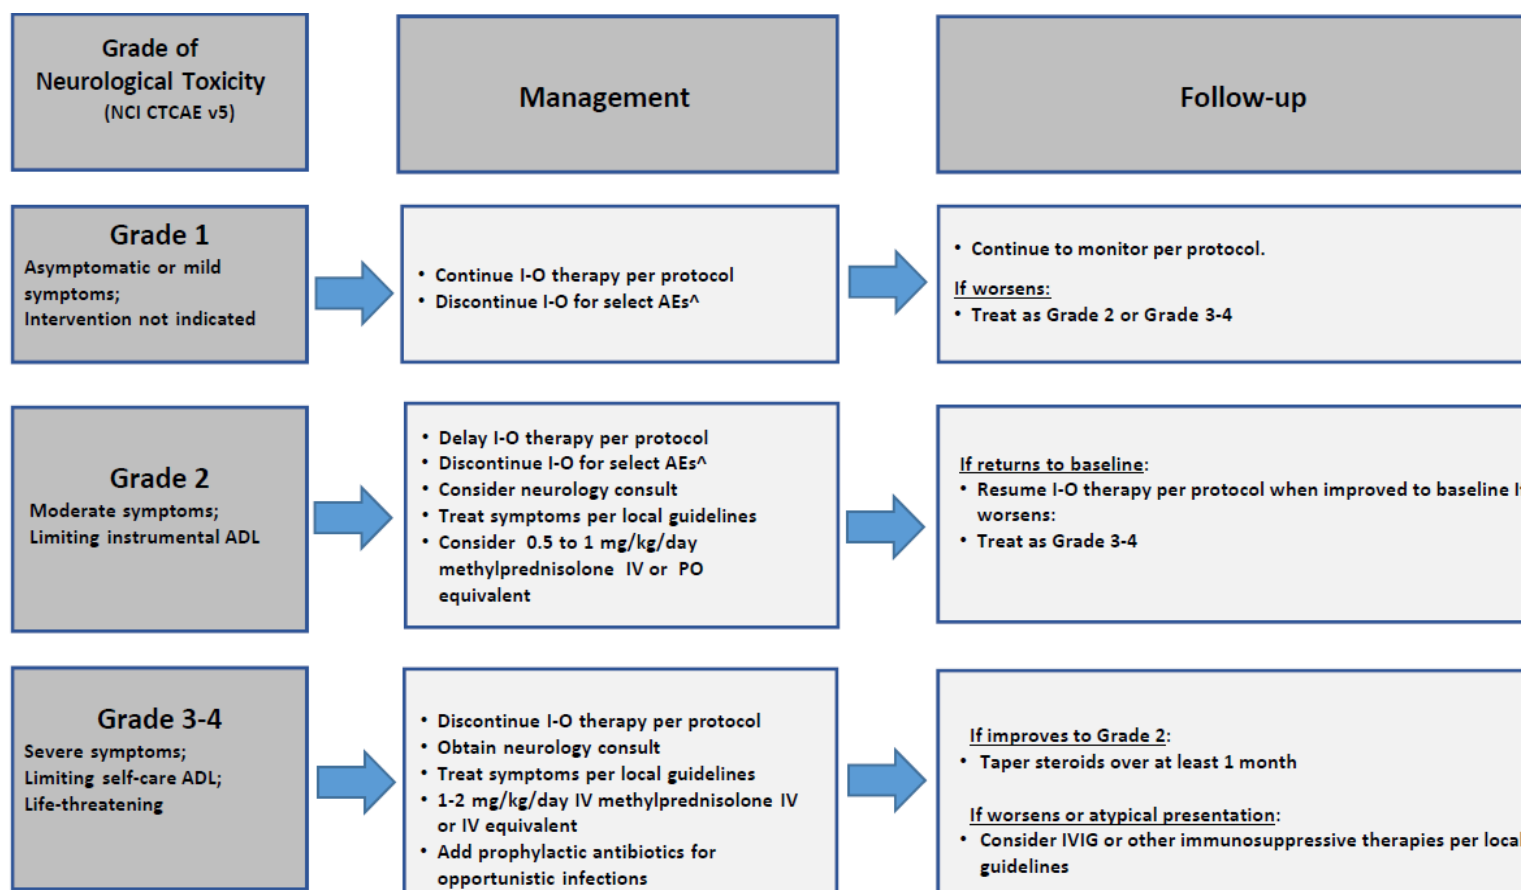 Grade of
Neurological Toxicity
(NCI CTCAE v5)
Management
Follow-up
Grade 1
Asymptomatic or mild
symptoms;
Intervention not indicated
• Continue I-O therapy per protocol
• Discontinue I-O for select AEs^
• Continue to monitor per protocol.
If worsens:
• Treat as Grade 2 or Grade 3-4
Grade 2
Moderate symptoms;
Limiting instrumental ADL
• Delay I-O therapy per protocol
• Discontinue I-O for select AEs^
• Consider neurology consult
• Treat symptoms per local guidelines
• Consider 0.5 to 1 mg/kg/day
methylprednisolone IV or PO
equivalent
If returns to baseline:
• Resume I-O therapy per protocol when improved to baseline
worsens:
• Treat as Grade 3-4
Grade 3-4
Severe symptoms;
Limiting self-care ADL;
Life-threatening
• Discontinue I-O therapy per protocol
• Obtain neurology consult
• Treat symptoms per local guidelines
• 1-2 mg/kg/day IV methylprednisolone IV
or IV equivalent
• Add prophylactic antibiotics for
opportunistic infections
If improves to Grade 2:
• Taper steroids over at least 1 month
If worsens or atypical presentation:
• Consider IVIG or other immunosuppressive therapies per local
guidelines